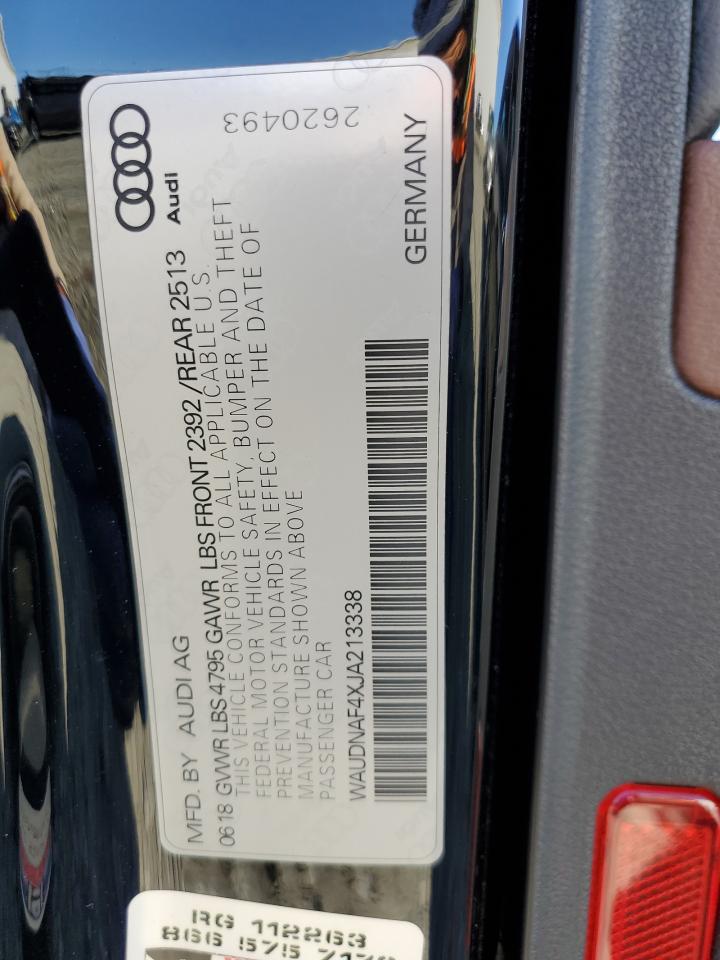 MFD. BY AUDI AG
Audi
0618 GVWR LBS 4795 GAWR LBS FRONT 2392 /REAR 2513
THIS VEHICLE CONFORMS TO ALL APPLICABLE U.S.
FEDERAL MOTOR VEHICLE SAFETY, BUMPER AND THEFT
PREVENTION STANDARDS IN EFFECT ON THE DATE OF
MANUFACTURE SHOWN ABOVE
PASSENGER CAR
2620493
WAUDNAF4XJA213338
GERMANY
RG 112263
866 575